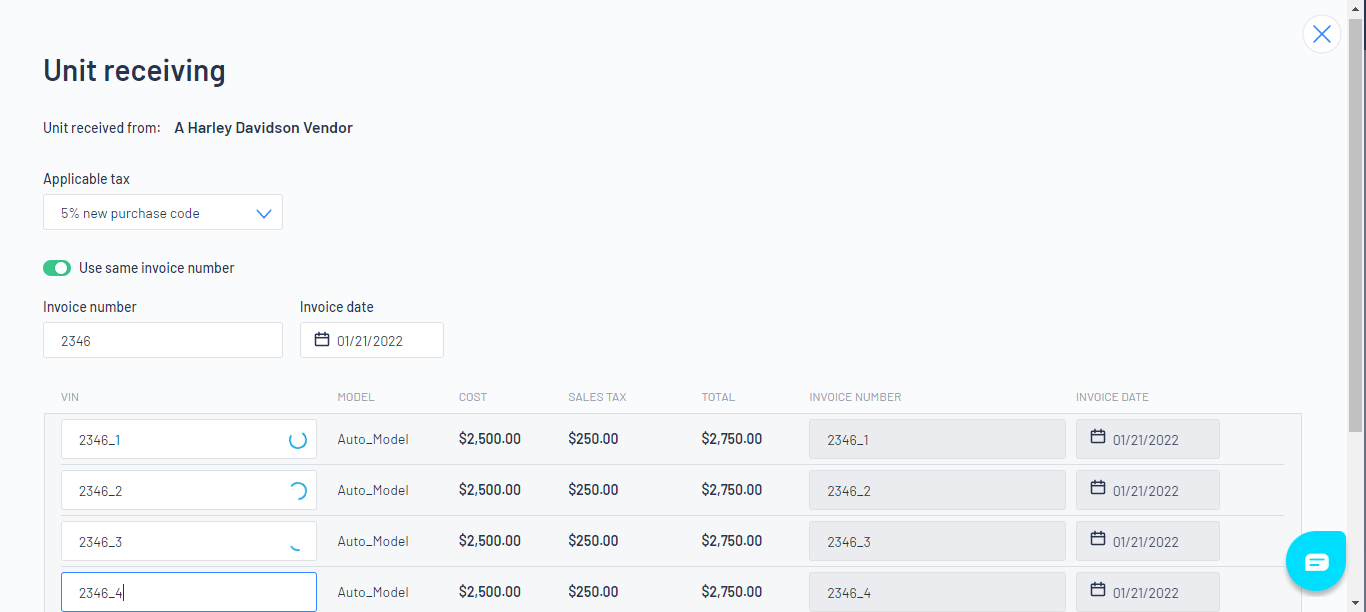 Unit receiving
Unit received from: A Harley Davidson Vendor
Applicable tax
5% new purchase code
Use same invoice number
Invoice number Invoice date
2346 01/21/2022
VIN MODEL COST SALES TAX TOTAL INVOICE NUMBER INVOICE DATE
2346_1 Auto_Model $2,500.00 $250.00 $2,750.00 2346_1 01/21/2022
2346_2 Auto_Model $2,500.00 $250.00 $2,750.00 2346_2 01/21/2022
2346_3 Auto_Model $2,500.00 $250.00 $2,750.00 2346_3 01/21/2022
2346_4 Auto_Model $2,500.00 $250.00 $2,750.00 2346_4 01/21/2022